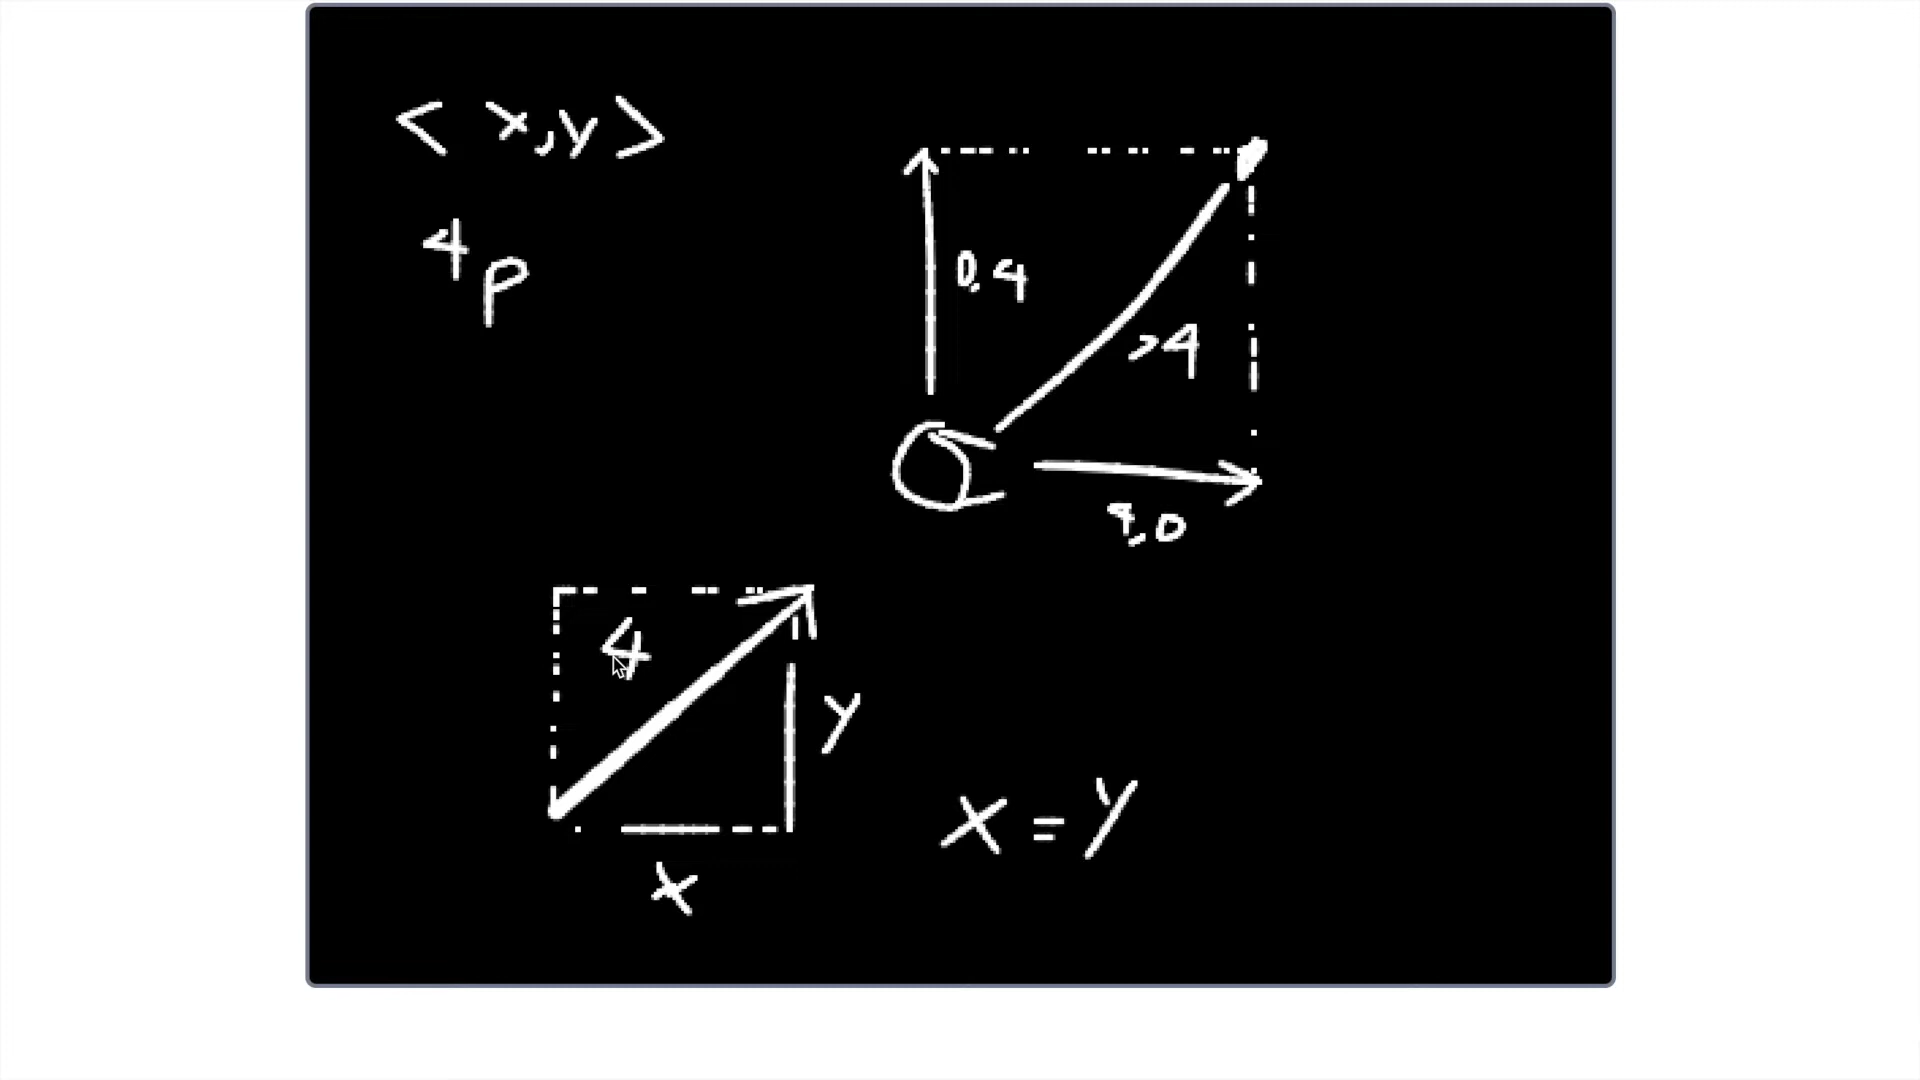 < x,y >
4p
0,4
>4
4,0
4
y
x = y
x